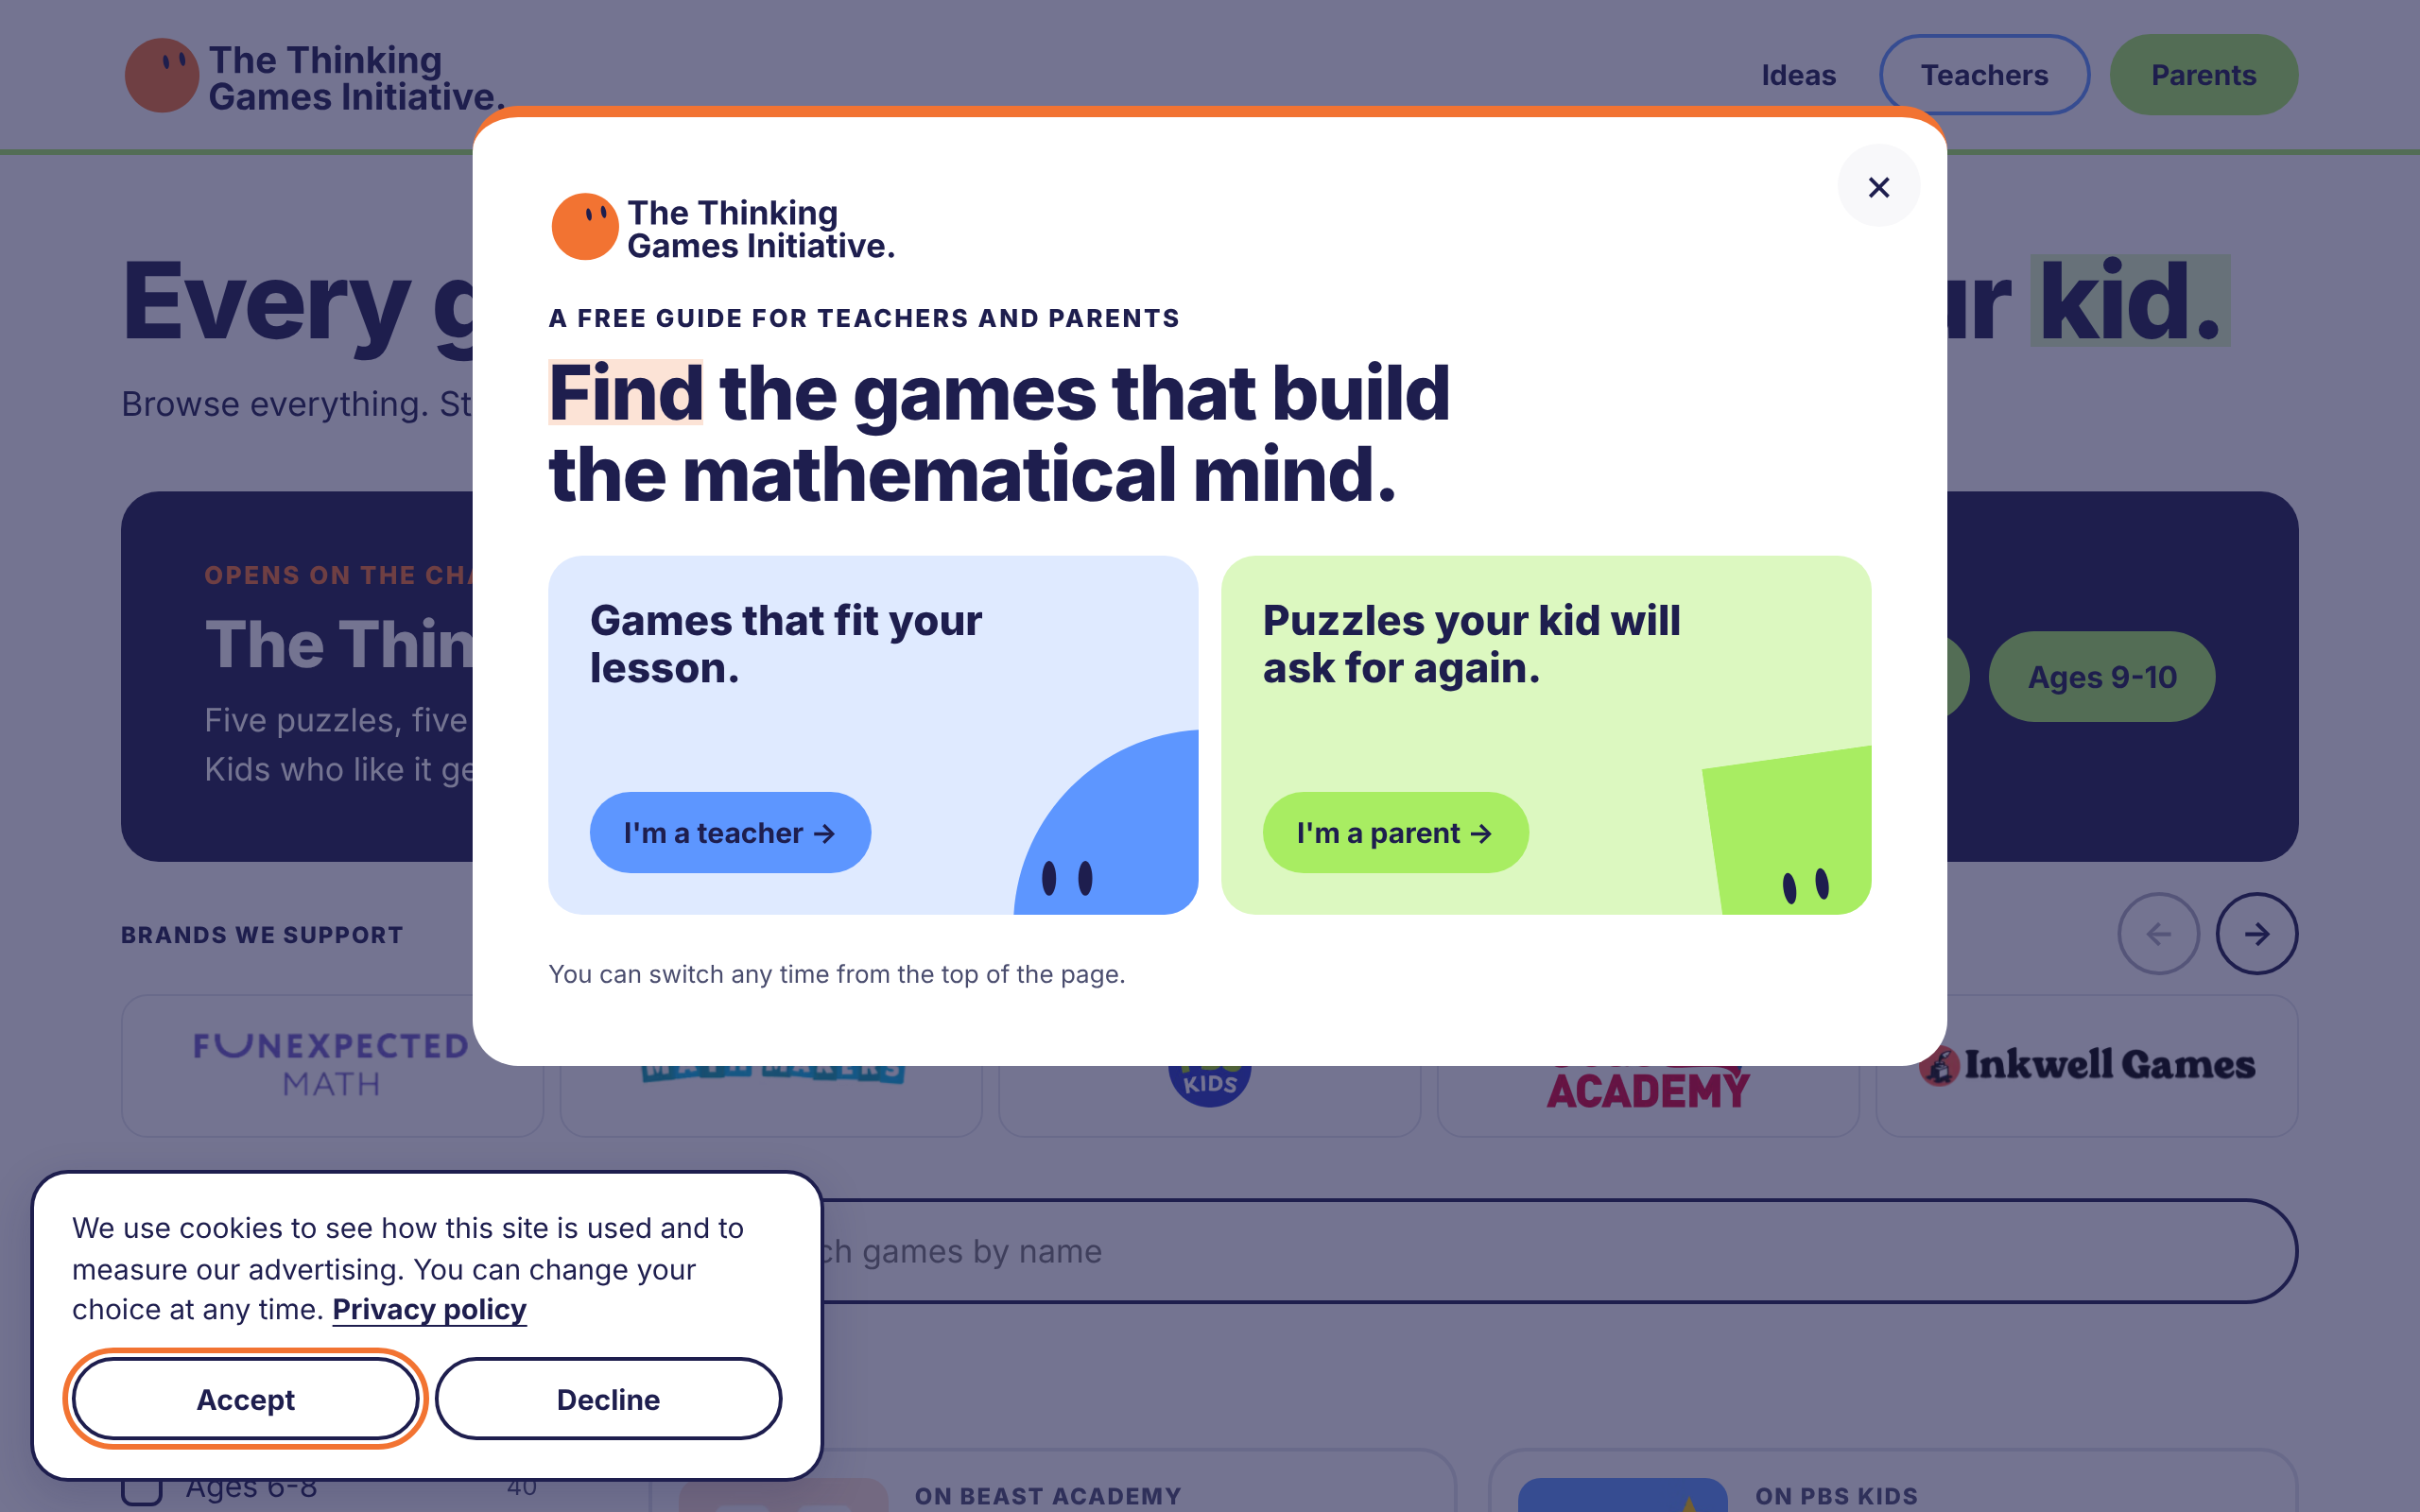 The Thinking
Games Initiative.
Ideas
Teachers
Parents
Every
kid.
Browse everything.
OPENS ON THE
The
Five puzzles, five
Kids who like it
Ages 9-10
The Thinking
Games Initiative.
×
A FREE GUIDE FOR TEACHERS AND PARENTS
Find the games that build
the mathematical mind.
Games that fit your
lesson.
I'm a teacher →
Puzzles your kid will
ask for again.
I'm a parent →
You can switch any time from the top of the page.
BRANDS WE SUPPORT
← →
FUNEXPECTED
MATH
MATH MAKERS
PBS
KIDS
ACADEMY
Inkwell Games
games by name
We use cookies to see how this site is used and to
measure our advertising. You can change your
choice at any time. Privacy policy
Accept
Decline
Ages 6-8
40
ON BEAST ACADEMY
ON PBS KIDS